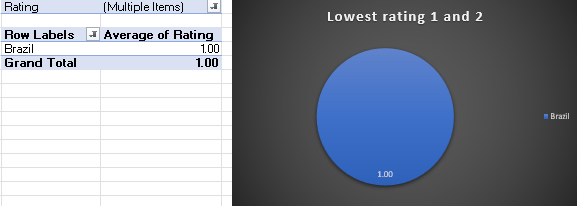 Rating (Multiple Items)
Row Labels Average of Rating
Brazil 1.00
Grand Total 1.00
Lowest rating 1 and 2
1.00
Brazil